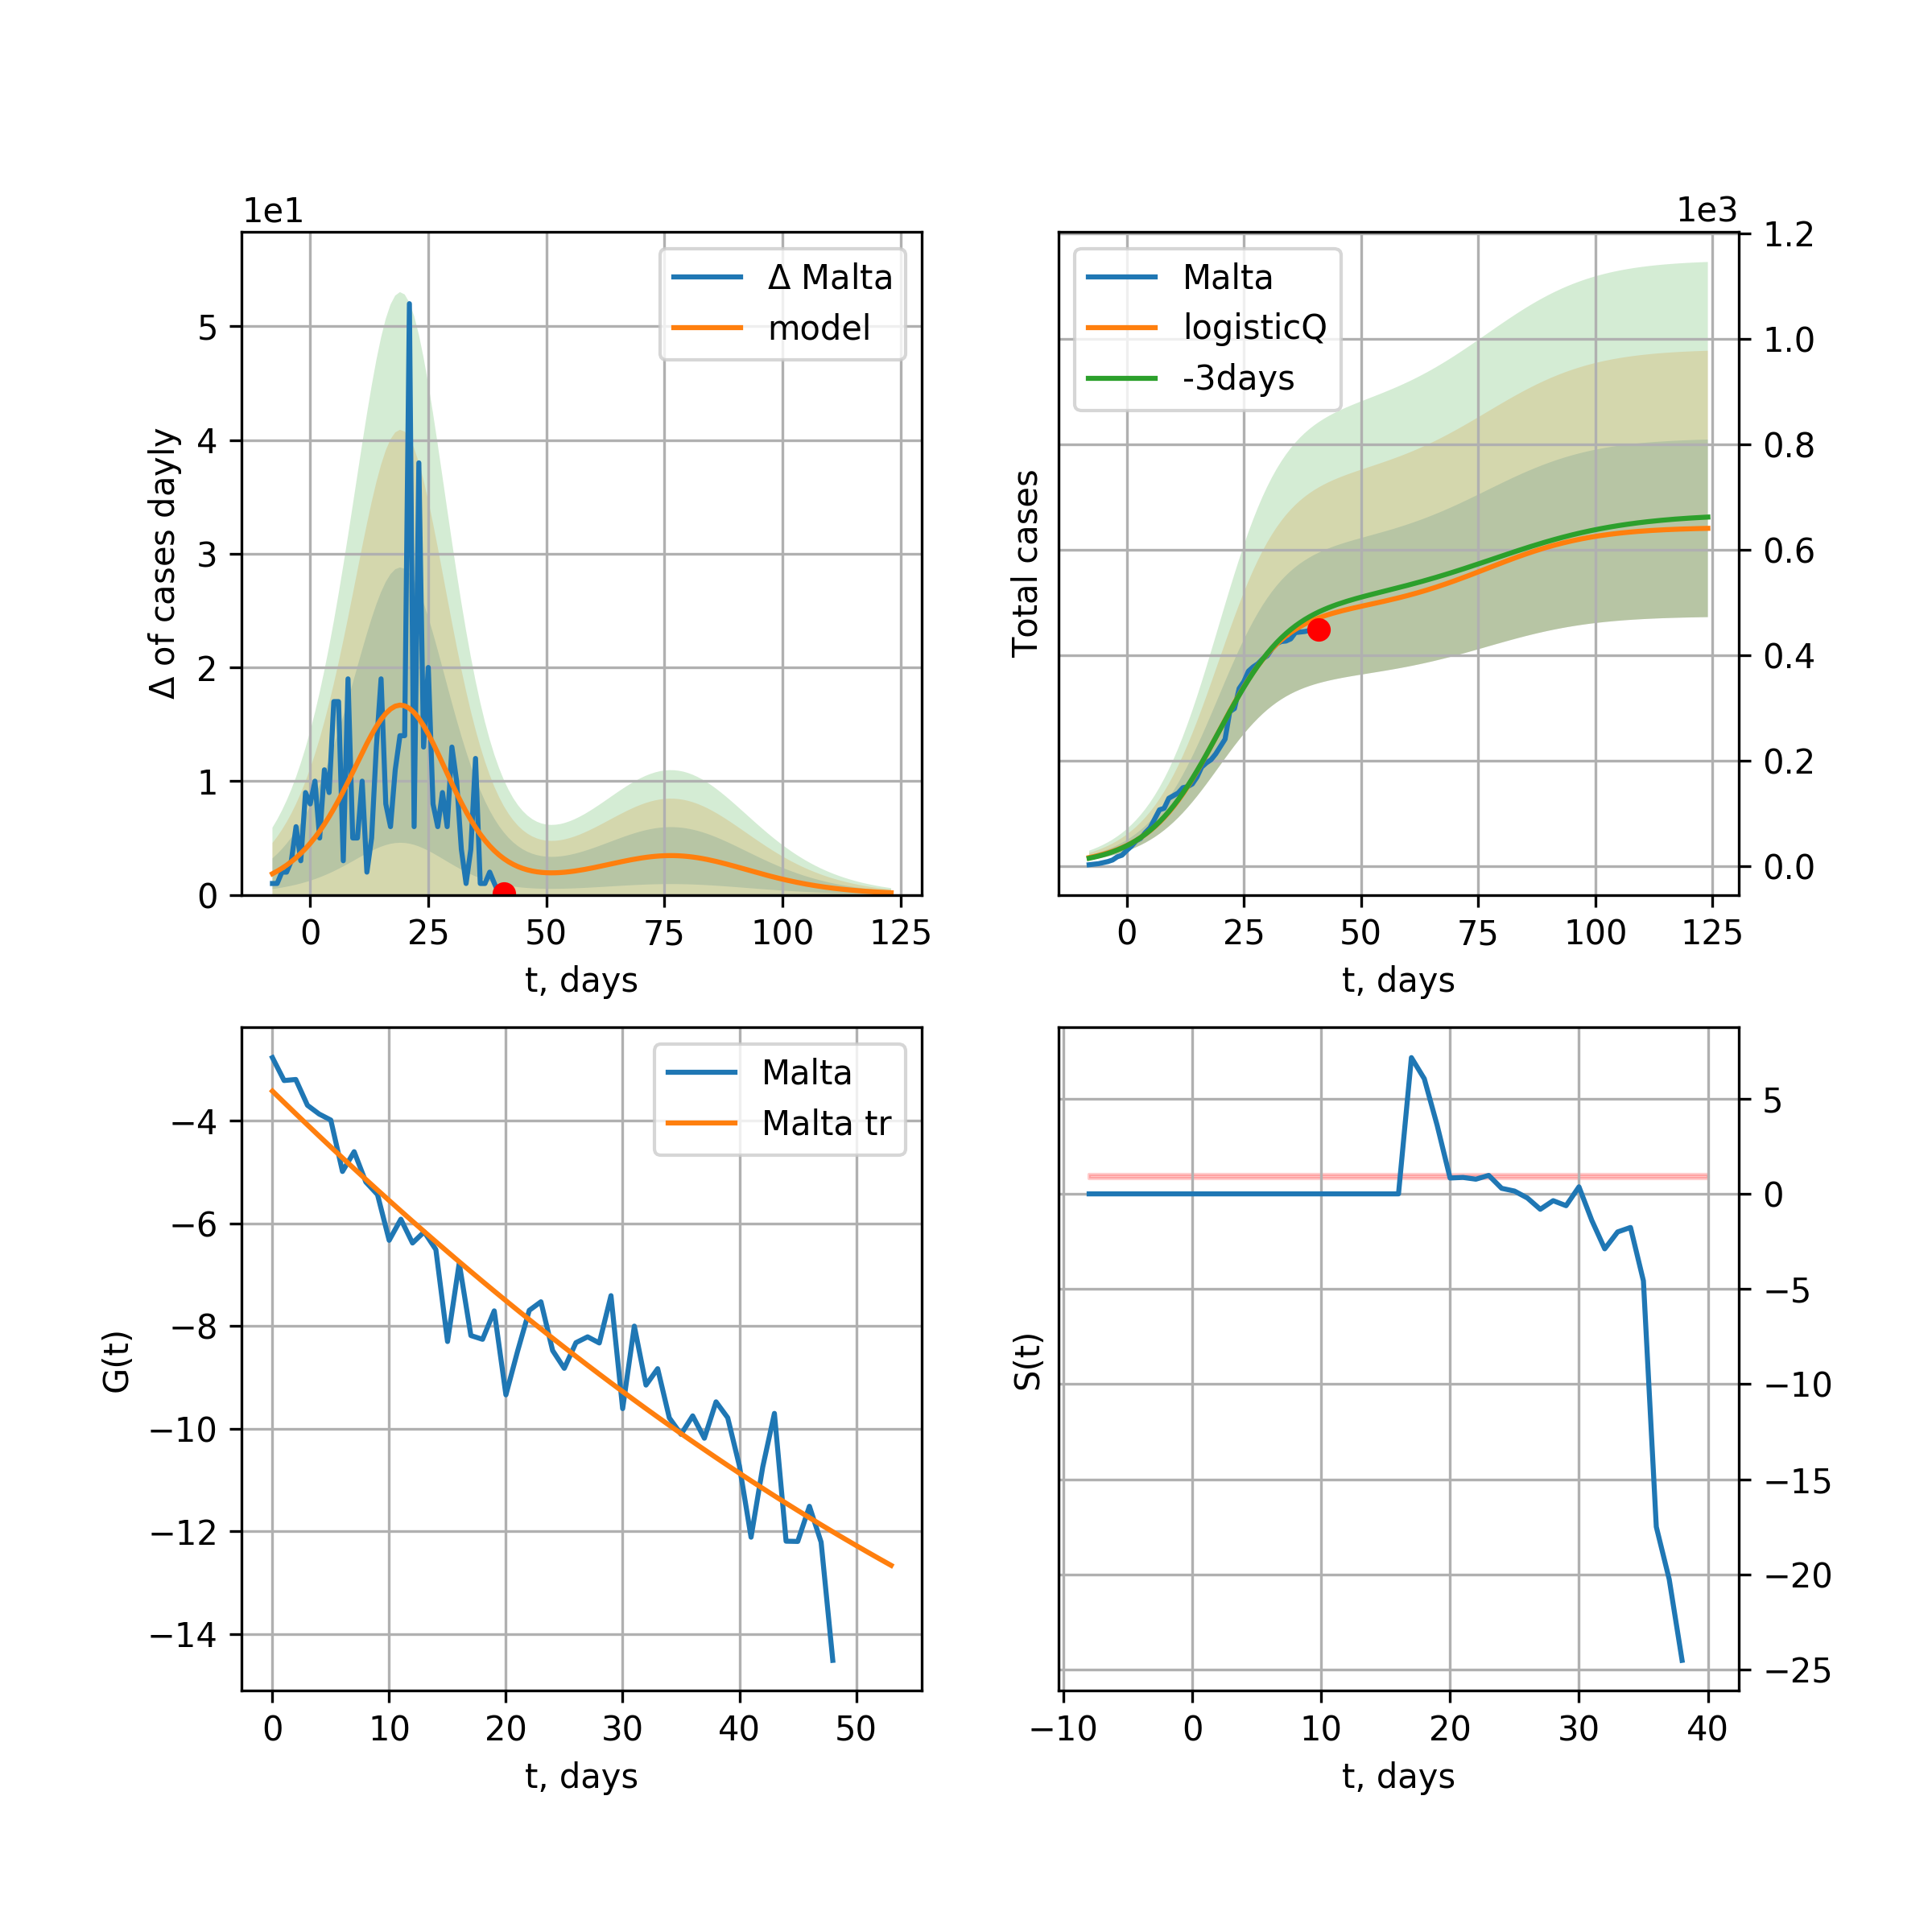 1e1
Δ of cases dayly
5
4
3
2
1
0
0 25 50 75 100 125
t, days
Δ Malta
model
1e3
Total cases
1.2
1.0
0.8
0.6
0.4
0.2
0.0
0 25 50 75 100 125
t, days
Malta
logisticQ
-3days
G(t)
−4
−6
−8
−10
−12
−14
0 10 20 30 40 50
t, days
Malta
Malta tr
S(t)
5
0
−5
−10
−15
−20
−25
−10 0 10 20 30 40
t, days